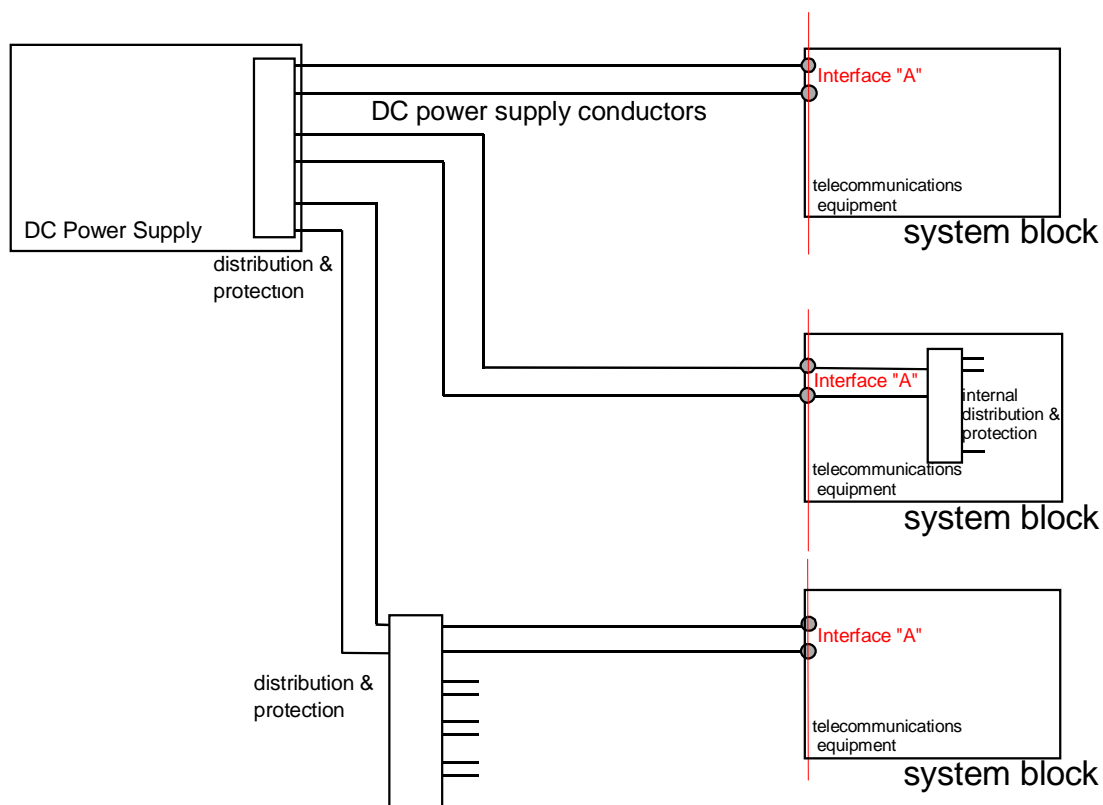 Interface "A"
DC power supply conductors
telecommunications
equipment
system block
DC Power Supply
distribution &
protection
Interface "A"
internal
distribution &
protection
telecommunications
equipment
system block
distribution &
protection
Interface "A"
telecommunications
equipment
system block